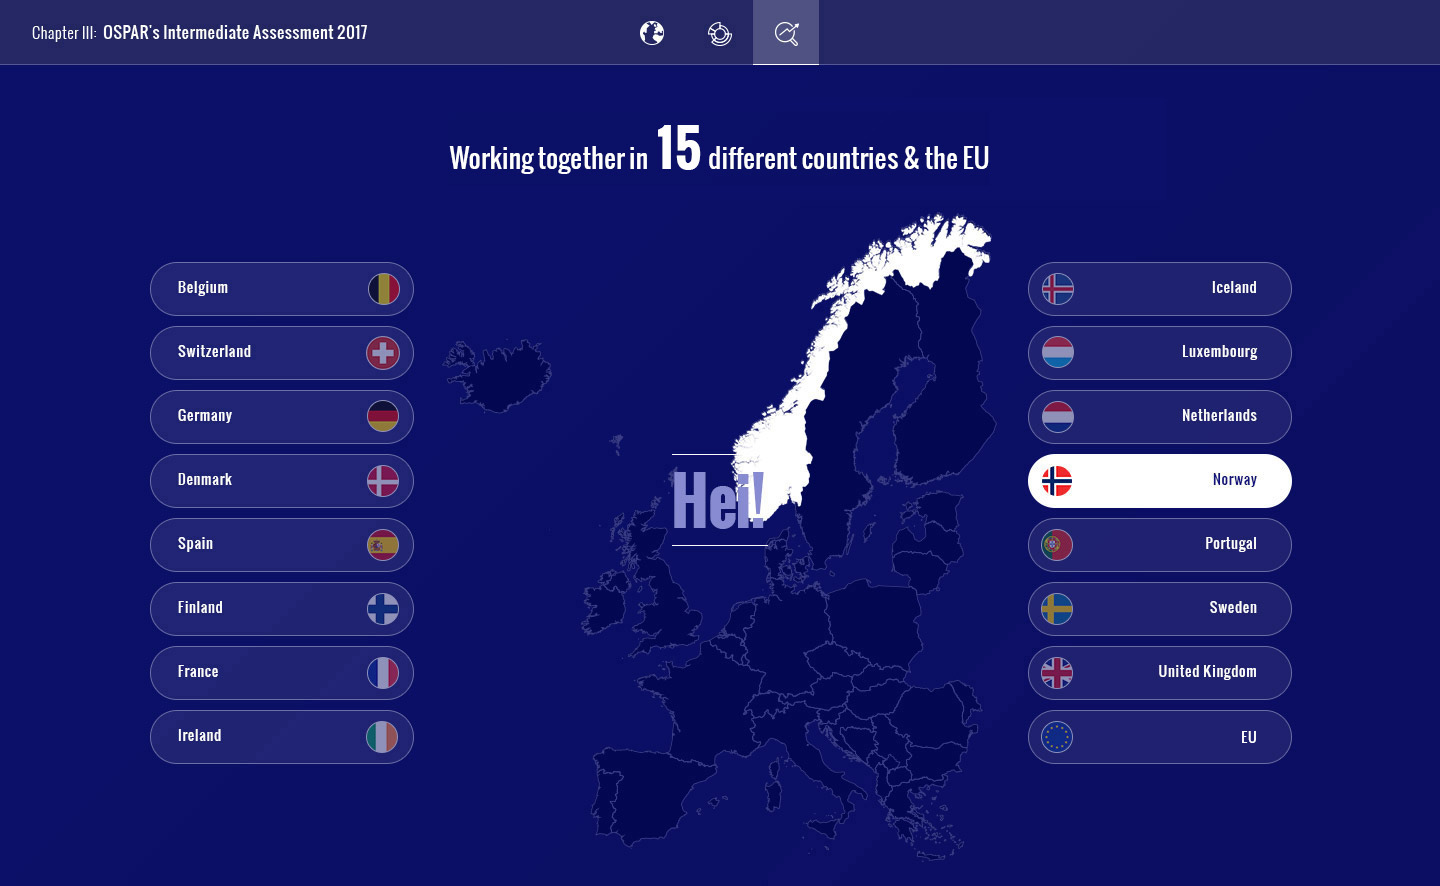 Chapter III: OSPAR's Intermediate Assessment 2017
Working together in 15 different countries & the EU
Belgium
Switzerland
Germany
Denmark
Spain
Finland
France
Ireland
Hei!
Iceland
Luxembourg
Netherlands
Norway
Portugal
Sweden
United Kingdom
EU